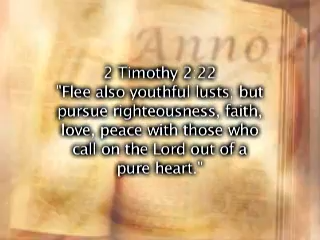 Annou
2 Timothy 2 22
"Flee also youthful lusts; but
pursue righteousness, faith,
love, peace with those who
call on the Lord out of a
pure heart."